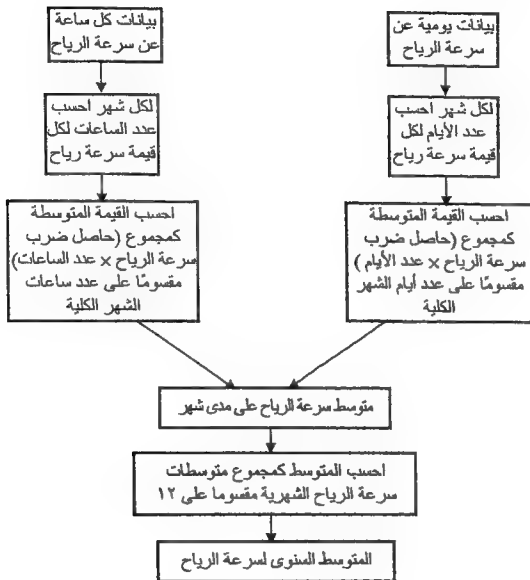 بيانات يومية عن
سرعة الرياح
لكل شهر احسب
عدد الأيام لكل
قيمة سرعة رياح
احسب القيمة المتوسطة
كمجموع (حاصل ضرب
سرعة الرياح × عدد الأيام )
مقسومًا على عدد أيام الشهر
الكلية
بيانات كل ساعة
عن سرعة الرياح
لكل شهر احسب
عدد الساعات لكل
قيمة سرعة رياح
احسب القيمة المتوسطة
كمجموع (حاصل ضرب
سرعة الرياح × عدد الساعات)
مقسومًا على عدد ساعات
الشهر الكلية
متوسط سرعة الرياح على مدى شهر
احسب المتوسط كمجموع متوسطات
سرعة الرياح الشهرية مقسوما على ١٢
المتوسط السنوى لسرعة الرياح